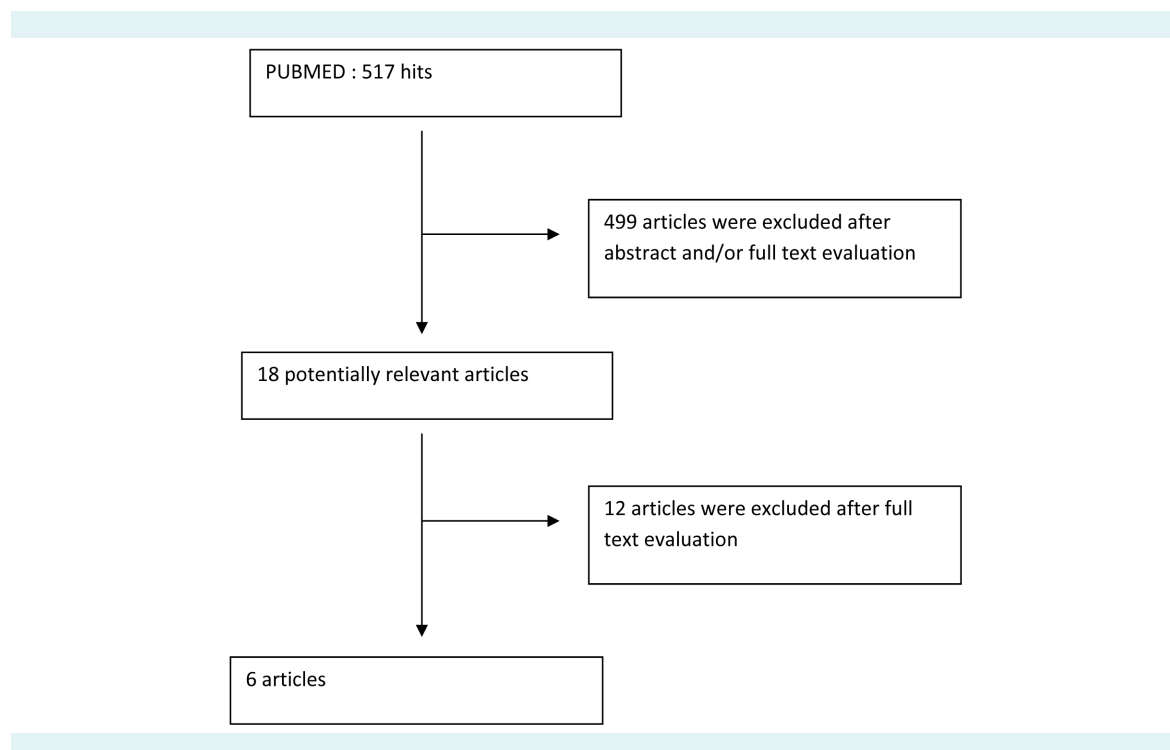 PUBMED : 517 hits
499 articles were excluded after
abstract and/or full text evaluation
18 potentially relevant articles
12 articles were excluded after full
text evaluation
6 articles